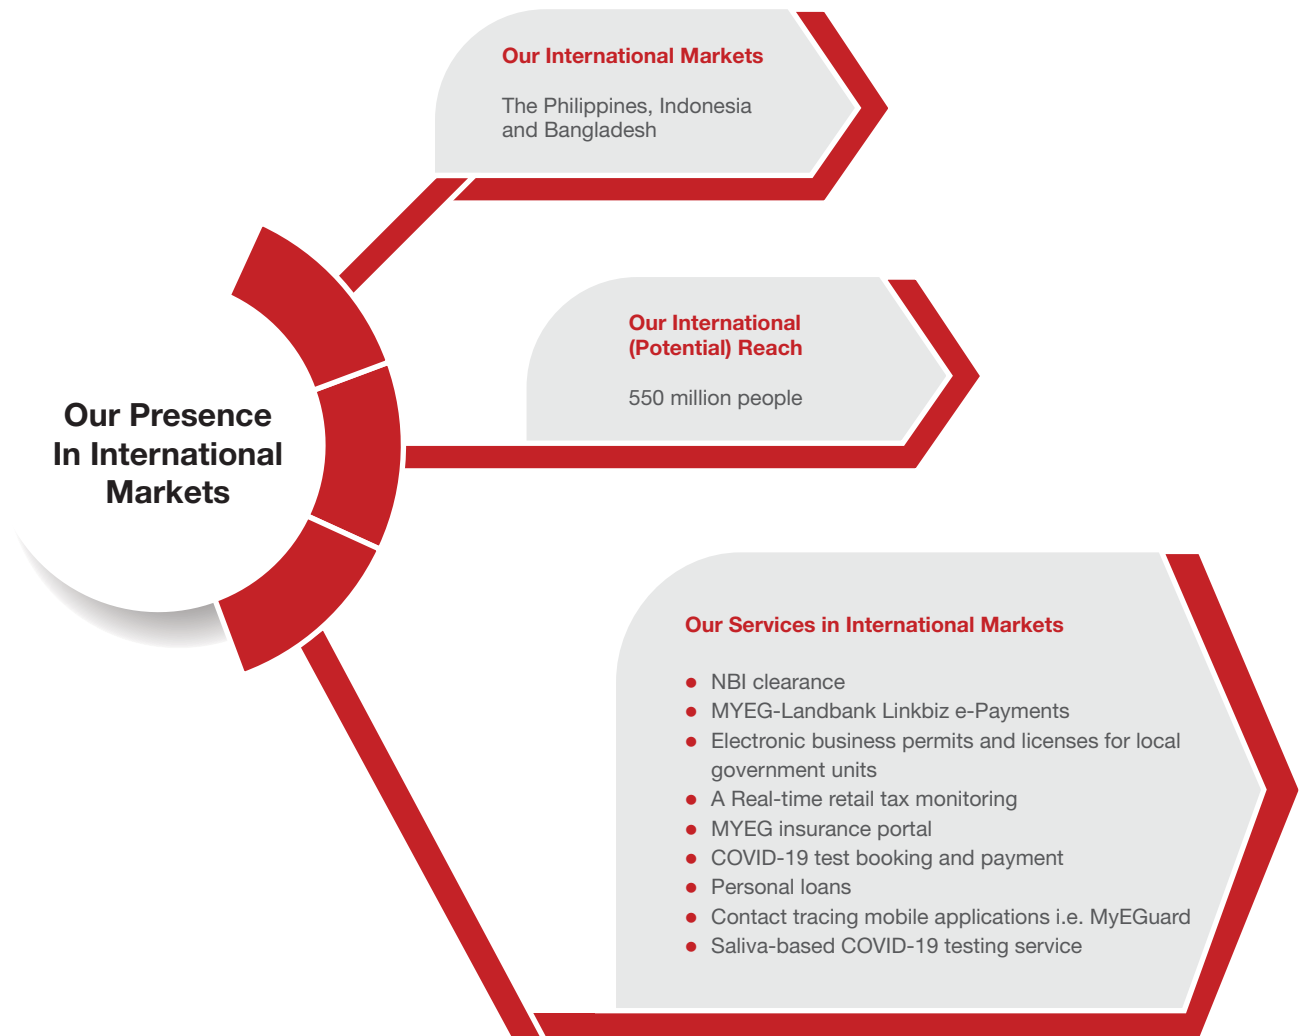 Our International Markets
The Philippines, Indonesia
and Bangladesh
Our International
(Potential) Reach
550 million people
Our Presence
In International
Markets
Our Services in International Markets
● NBI clearance
● MYEG-Landbank Linkbiz e-Payments
● Electronic business permits and licenses for local
government units
● A Real-time retail tax monitoring
● MYEG insurance portal
● COVID-19 test booking and payment
● Personal loans
● Contact tracing mobile applications i.e. MyEGuard
● Saliva-based COVID-19 testing service